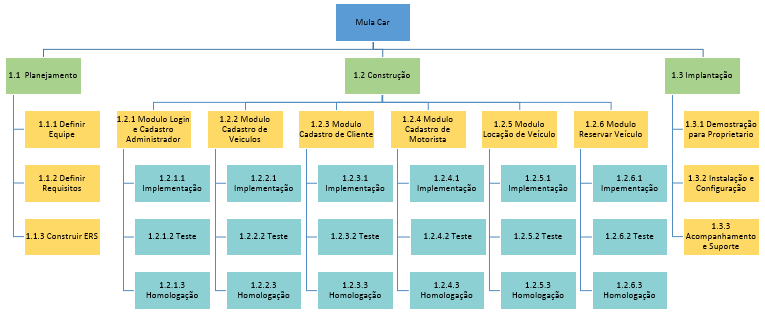 Mula Car
1.1 Planejamento
1.2 Construção
1.3 Implantação
1.1.1 Definir
Equipe
1.2.1 Modulo Login
e Cadastro
Administrador
1.2.2 Modulo
Cadastro de
Veiculos
1.2.3 Modulo
Cadastro de Cliente
1.2.4 Modulo
Cadastro de
Motorista
1.2.5 Modulo
Locação de Veículo
1.2.6 Modulo
Reservar Veículo
1.3.1 Demostração
para Proprietario
1.1.2 Definir
Requisitos
1.2.1.1
Implementação
1.2.2.1
Implementação
1.2.3.1
Implementação
1.2.4.1
Implementação
1.2.5.1
Implementação
1.2.6.1
Impementação
1.3.2 Instalação e
Configuração
1.1.3 Construir ERS
1.2.1.2 Teste
1.2.2.2 Teste
1.2.3.2 Teste
1.2.4.2 Teste
1.2.5.2 Teste
1.2.6.2 Teste
1.3.3
Acompanhamento
e Suporte
1.2.1.3
Homologação
1.2.2.3
Homologação
1.2.3.3
Homologação
1.2.4.3
Homologação
1.2.5.3
Homologação
1.2.6.3
Homologação